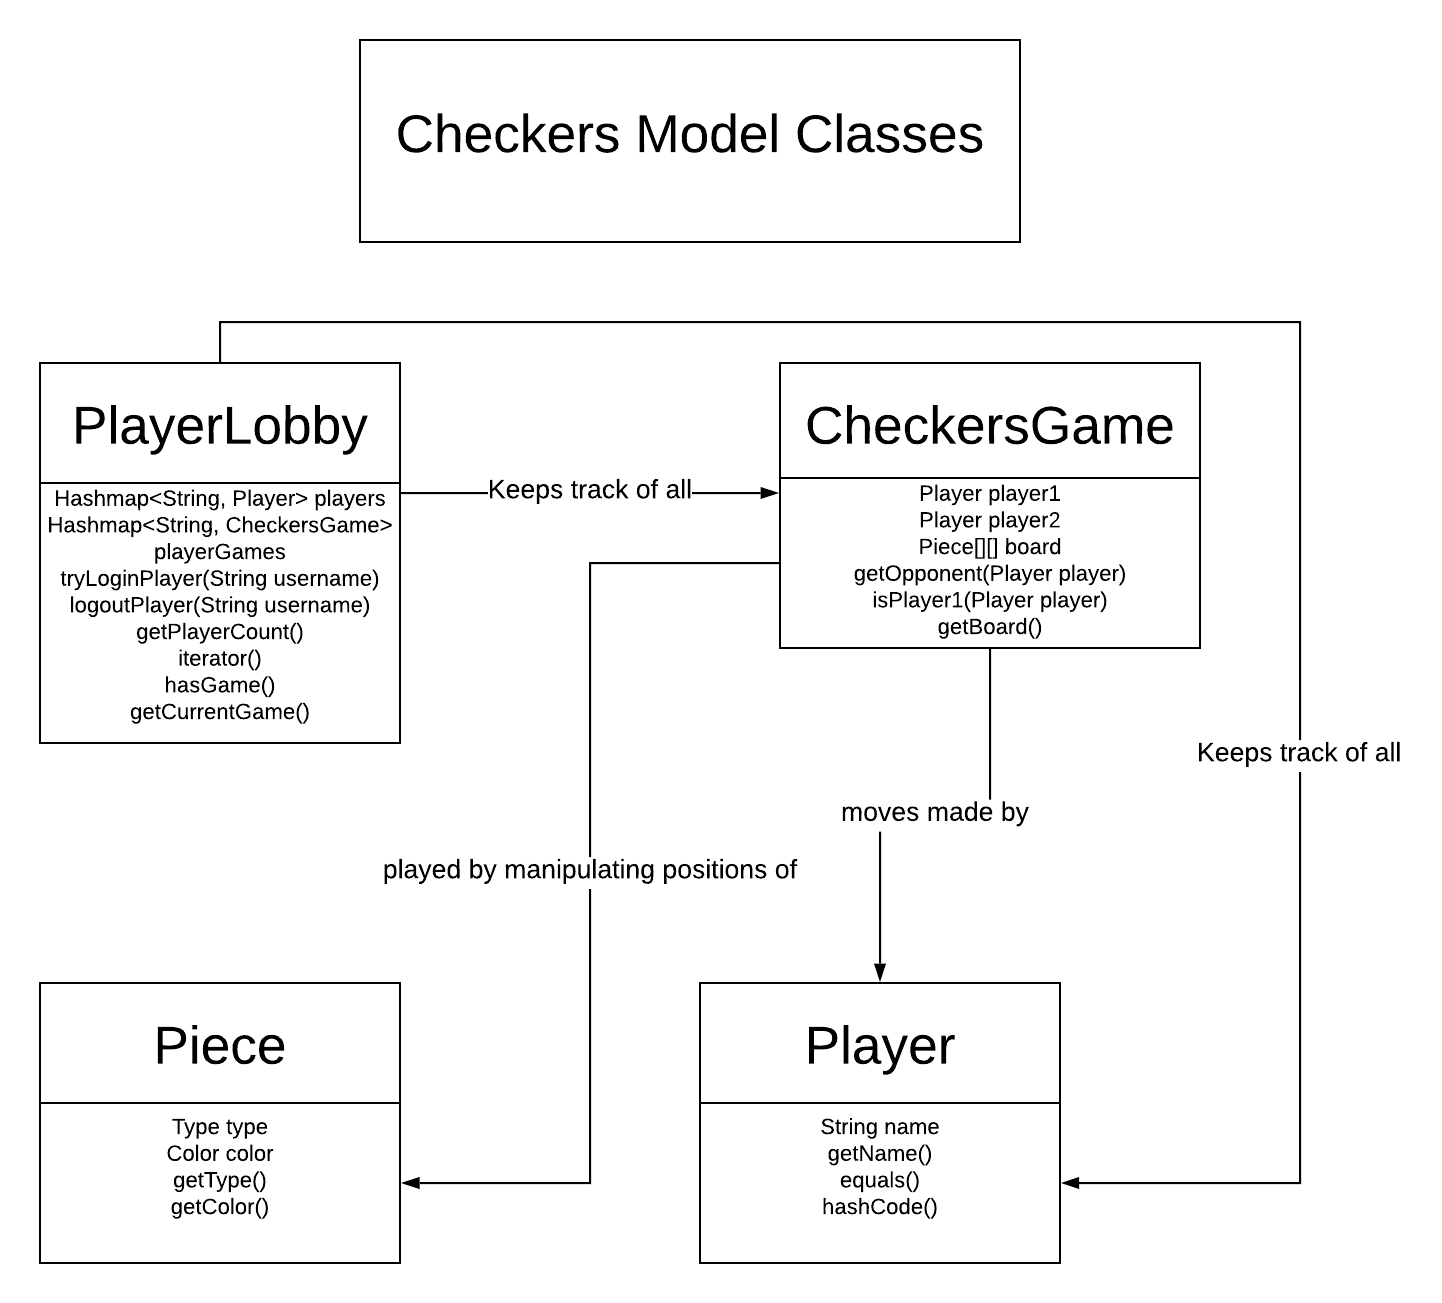 Checkers Model Classes
PlayerLobby
Hashmap<String, Player> players
Hashmap<String, CheckersGame>
playerGames
tryLoginPlayer(String username)
logoutPlayer(String username)
getPlayerCount()
iterator()
hasGame()
getCurrentGame()
Keeps track of all
CheckersGame
Player player1
Player player2
Piece[][] board
getOpponent(Player player)
isPlayer1(Player player)
getBoard()
Keeps track of all
moves made by
played by manipulating positions of
Piece
Type type
Color color
getType()
getColor()
Player
String name
getName()
equals()
hashCode()